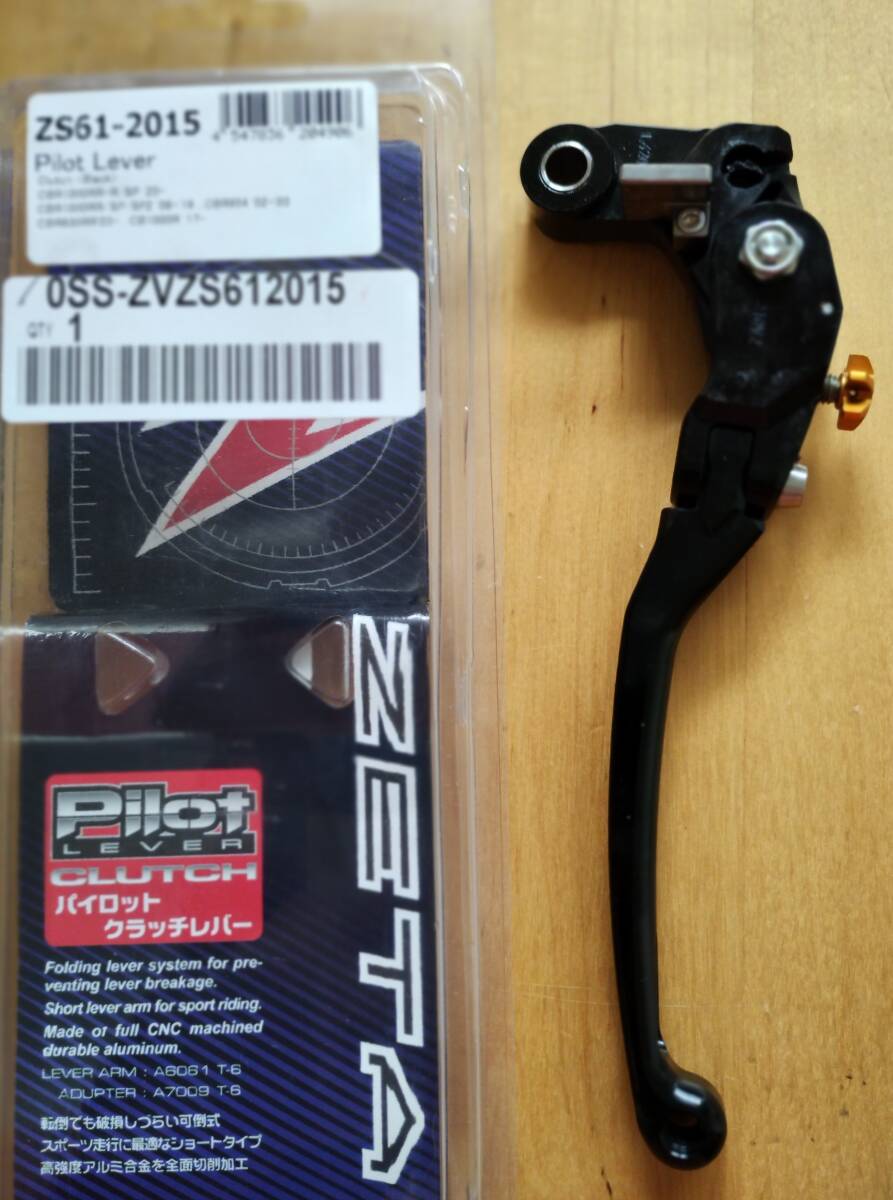 ZS61-2015
4 547836 204906
Pilot Lever
0SS-ZVZS612015
QTY 1
ZETA
Pilot
LEVER
CLUTCH
パイロット
クラッチレバー
Folding lever system for pre-
venting lever breakage.
Short lever arm for sport riding.
Made of full CNC machined
durable aluminum.
LEVER ARM : A6061 T-6
ADUPTER : A7009 T-6
転倒でも破損しづらい可倒式
スポーツ走行に最適なショートタイプ
高強度アルミ合金を全面切削加工